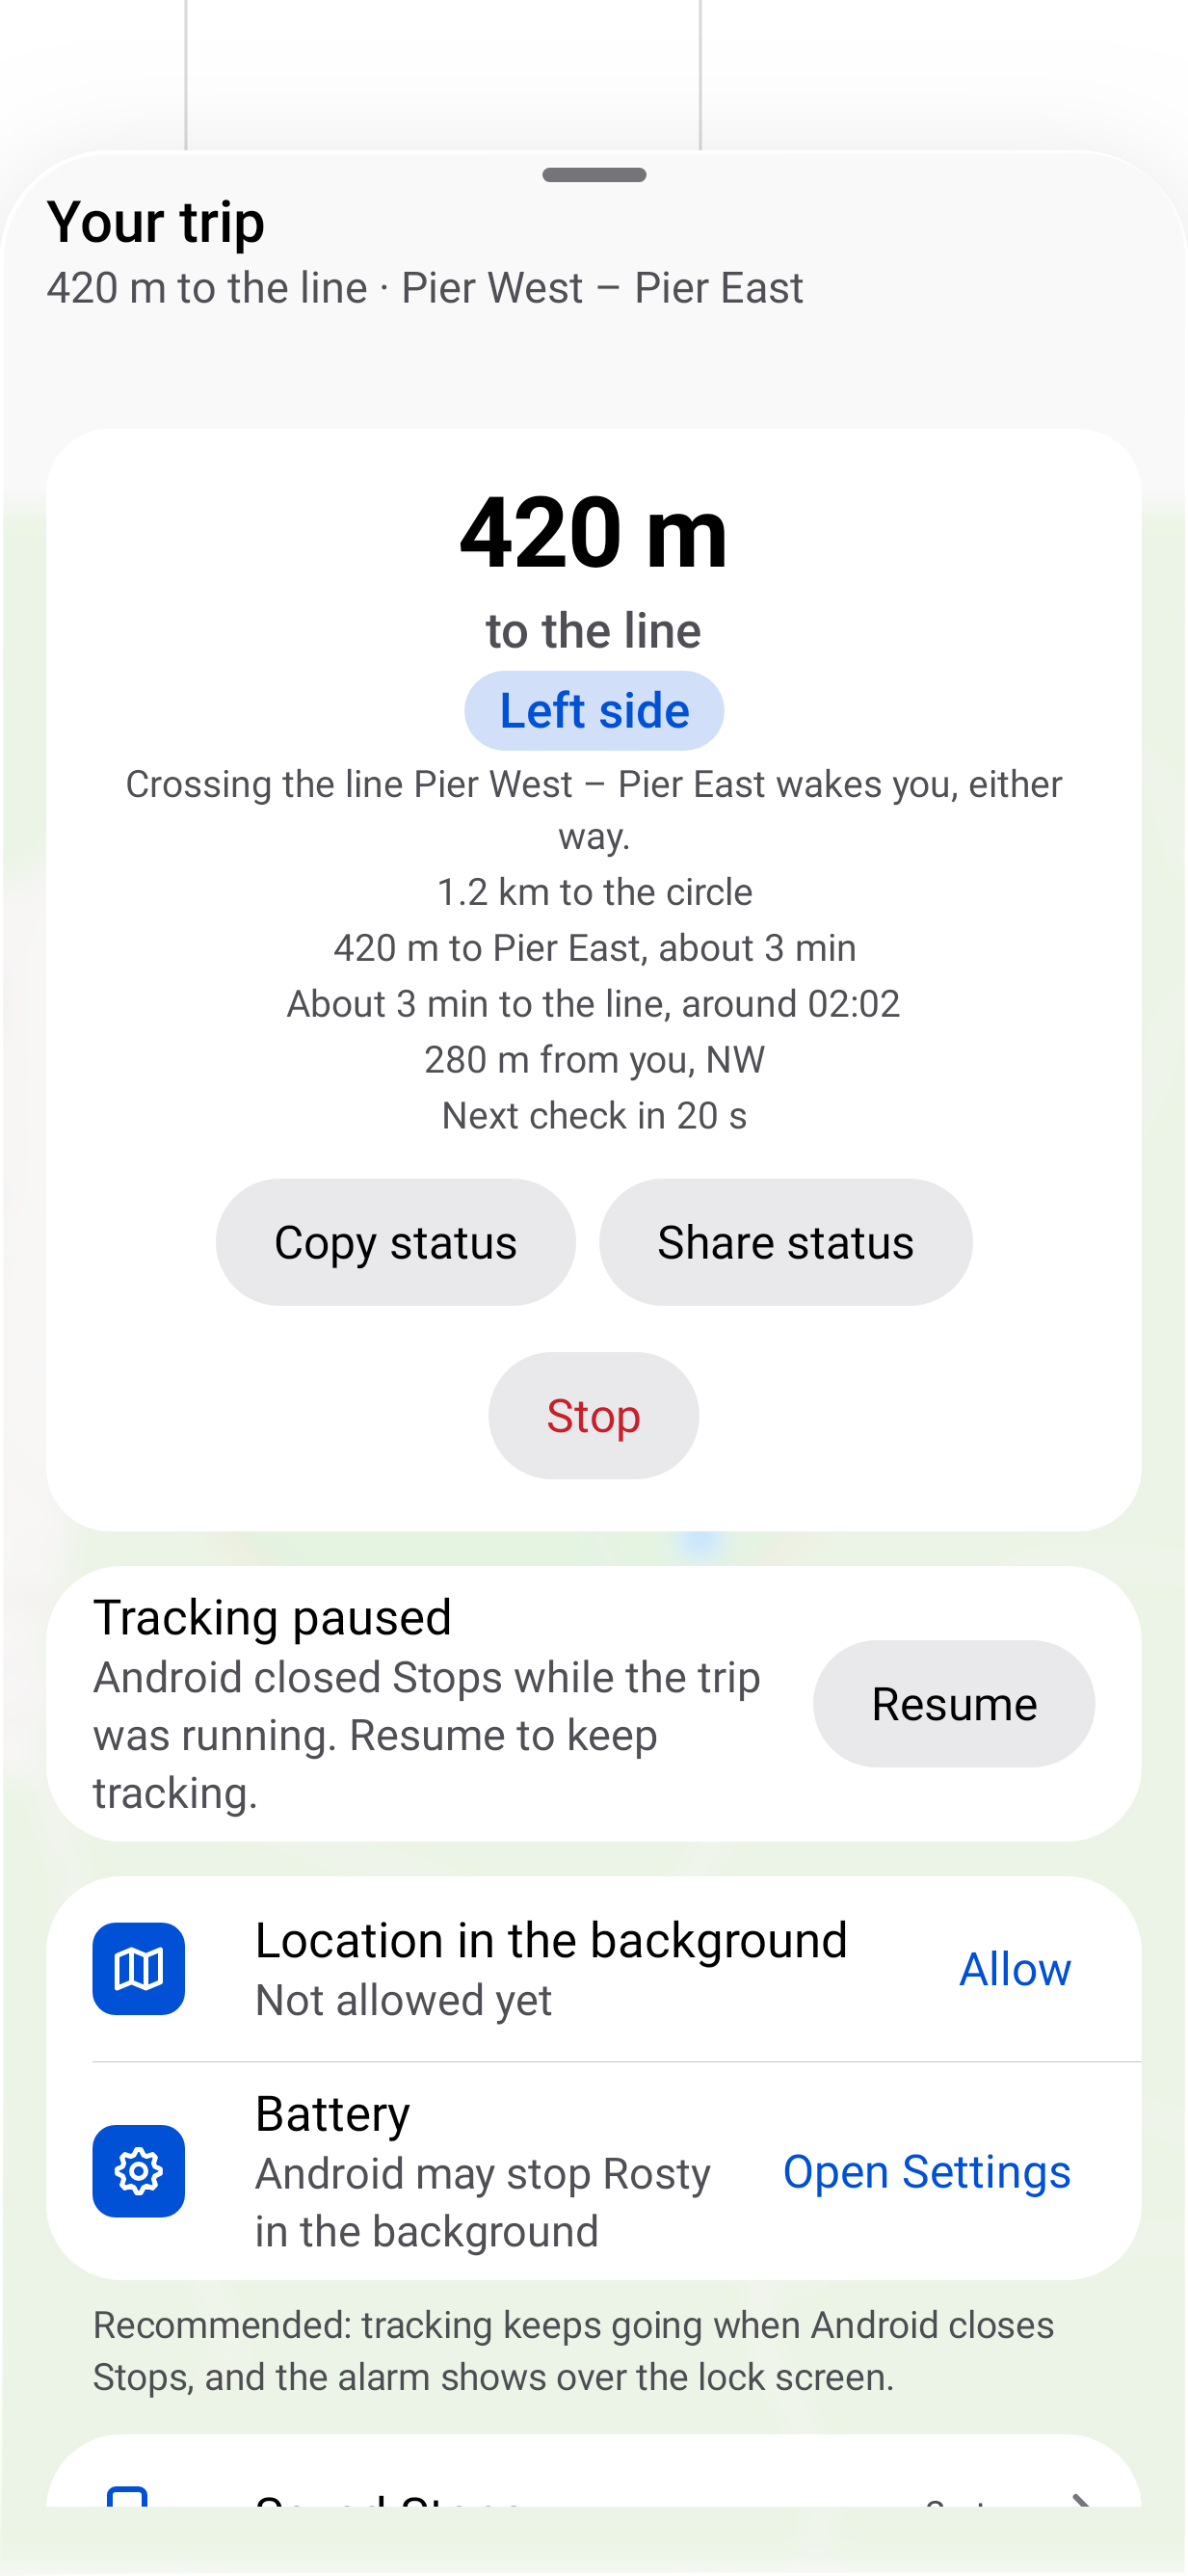 Your trip
420 m to the line · Pier West – Pier East
420 m
to the line
Left side
Crossing the line Pier West – Pier East wakes you, either
way.
1.2 km to the circle
420 m to Pier East, about 3 min
About 3 min to the line, around 02:02
280 m from you, NW
Next check in 20 s
Copy status
Share status
Stop
Tracking paused
Android closed Stops while the trip
was running. Resume to keep
tracking.
Resume
Location in the background
Not allowed yet
Allow
Battery
Android may stop Rosty
in the background
Open Settings
Recommended: tracking keeps going when Android closes
Stops, and the alarm shows over the lock screen.